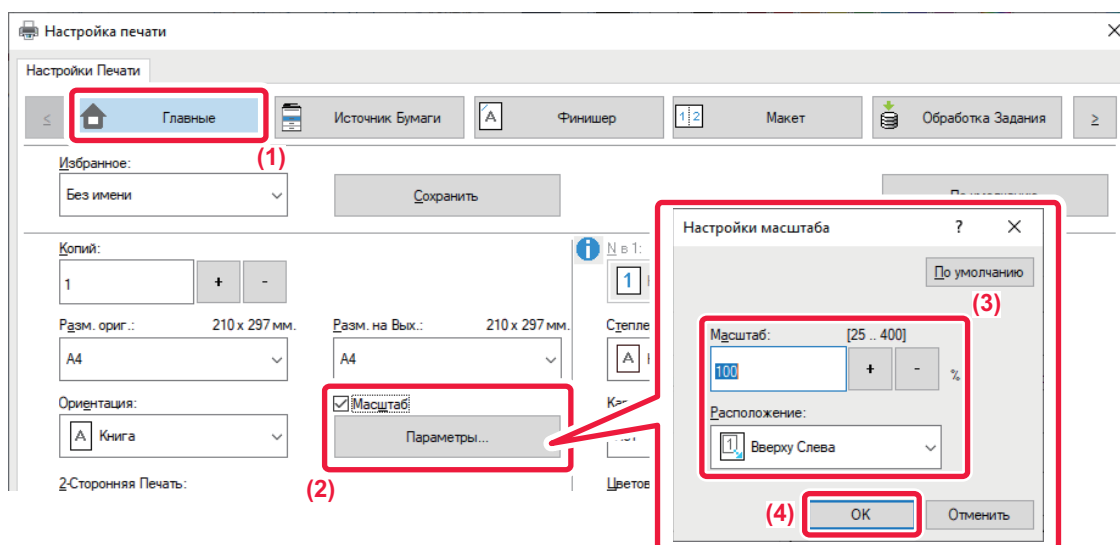 Настройка печати
Настройки Печати
Главные
Источник Бумаги
Финишер
Макет
Обработка Задания
(1)
Избранное:
Без имени
Сохранить
Копий:
1
+ -
N в 1:
1
Разм. ориг.: 210 x 297 мм.
A4
Разм. на Вых.: 210 x 297 мм.
A4
Ориентация:
Книга
Масштаб
Параметры...
(2)
2-Сторонняя Печать:
Настройки масштаба
? 
По умолчанию
(3)
Масштаб: [25 .. 400]
100 + - %
Расположение:
1 Вверху Слева
(4)
OK
Отменить